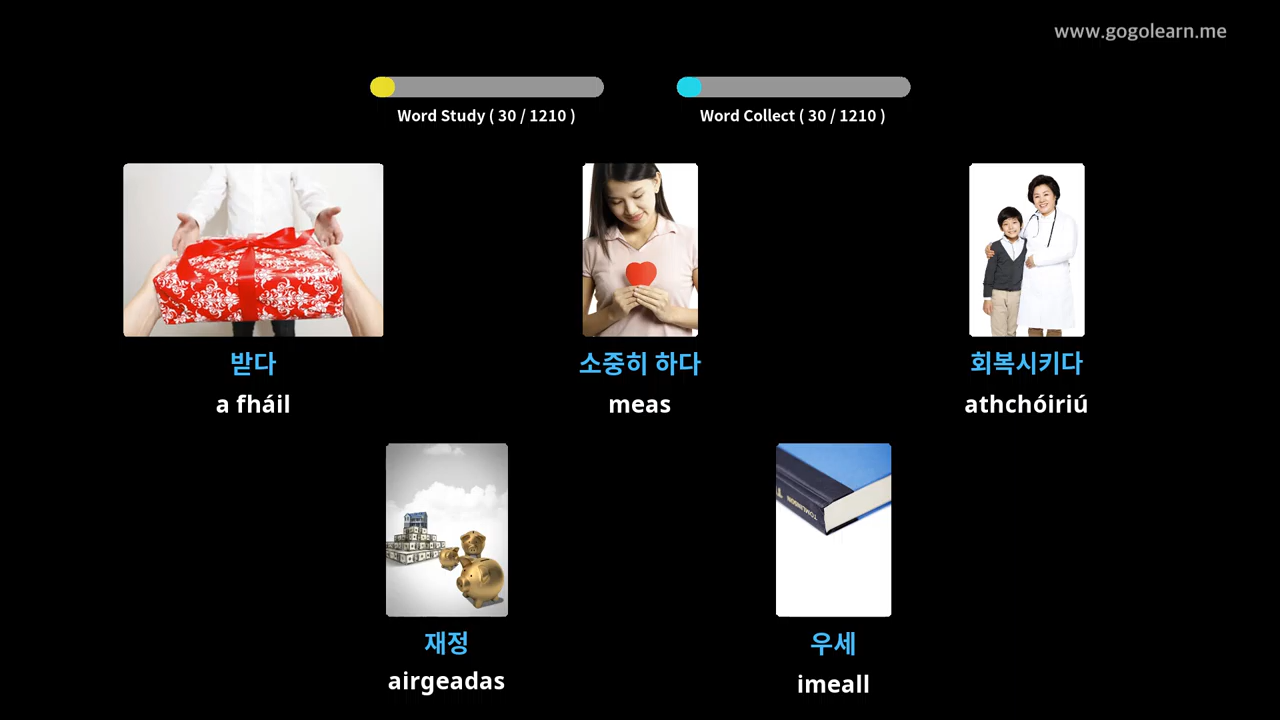 www.gogolearn.me
Word Study ( 30 / 1210 )
Word Collect ( 30 / 1210 )
받다
소중히 하다
회복시키다
a fháil
meas
athchóiriú
TOMLINSON
재정
우세
airgeadas
imeall